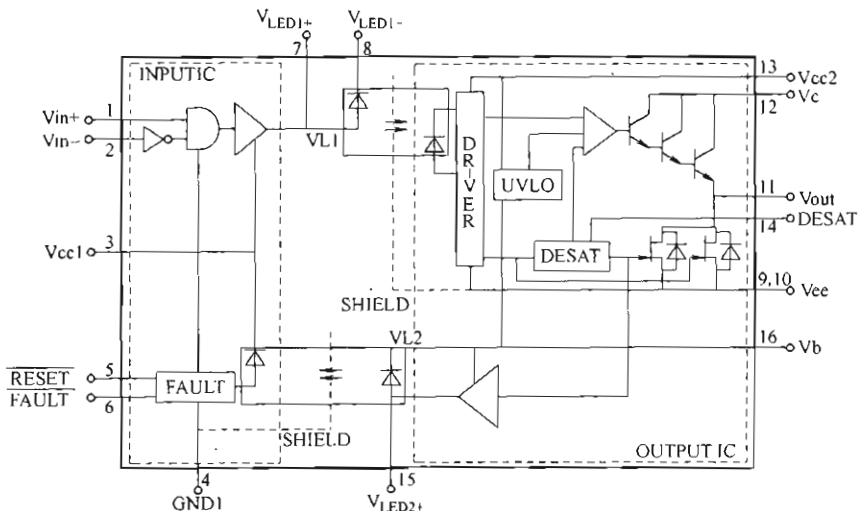 VLED1+
VLED1-
7
8
INPUTIC
13
Vcc2
Vc
12
Vin+
1
Vin-
2
VL1
DRIVER
UVLO
11
Vout
DESAT
14
Vcc1
3
DESAT
9,10
Vee
SHIELD
VL2
16
Vb
RESET
5
FAULT
FAULT
6
SHIELD
OUTPUT IC
4
GND1
15
VLED2+